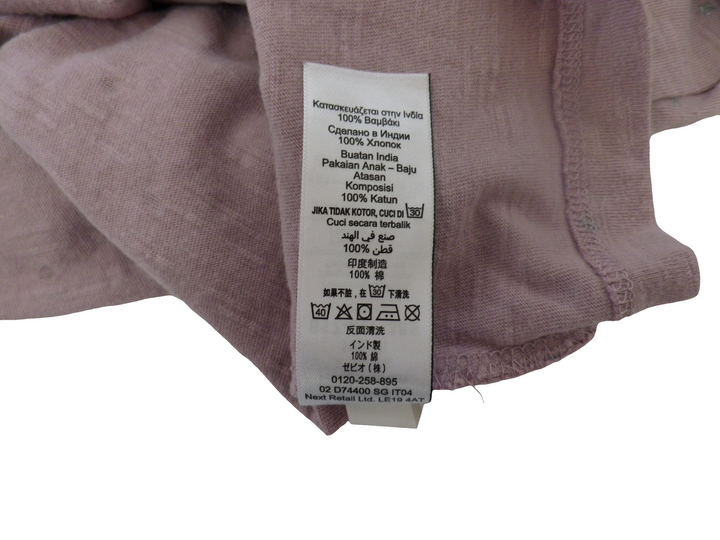 Κατασκευάζεται στην Ινδία
100% Βαμβάκι
Сделано в Индии
100% Хлопок
Buatan India
Pakaian Anak – Baju
Atasan
Komposisi
100% Katun
JIKA TIDAK KOTOR, CUCI DI 30
Cuci secara terbalik
صنع في الهند
قطن %100
印度制造
100% 棉
如果不脏，在 30 下清洗
40
反面清洗
インド製
100% 綿
ゼビオ（株）
0120-258-895
02 D74400 SG IT04
Next Retail Ltd. LE19 4AT